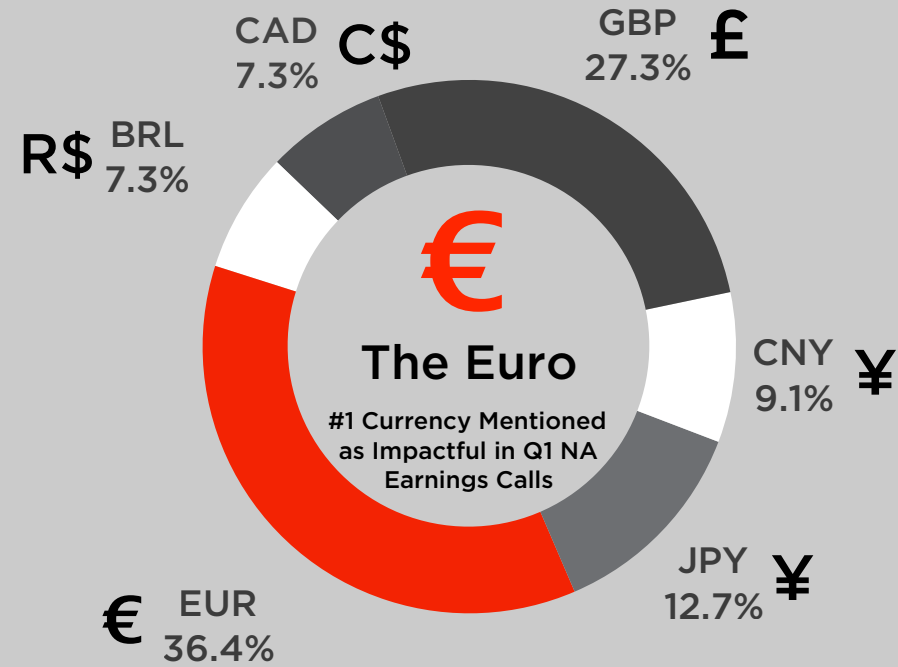 CAD C$
7.3%
GBP £
27.3%
R$ BRL
7.3%
€
The Euro
#1 Currency Mentioned
as Impactful in Q1 NA
Earnings Calls
CNY ¥
9.1%
JPY ¥
12.7%
€ EUR
36.4%